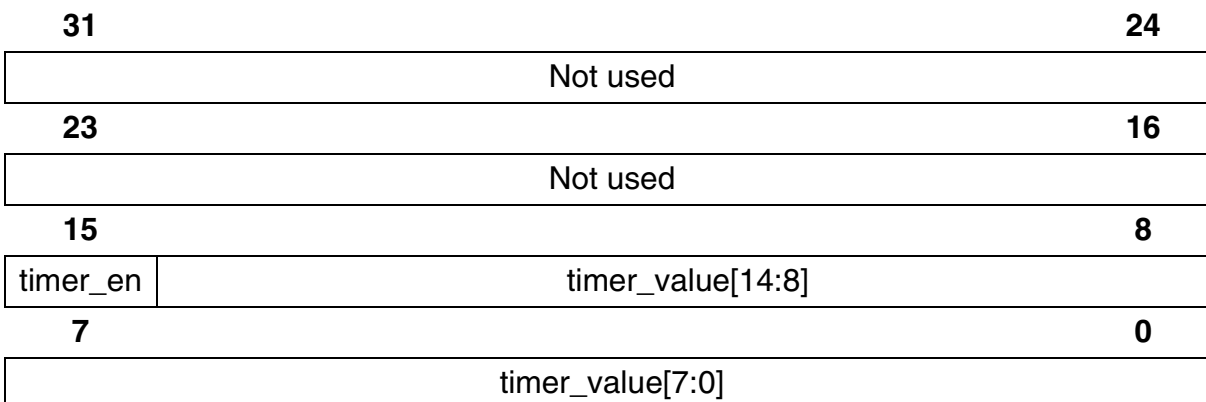 31 24
Not used
23 16
Not used
15 8
timer_en timer_value[14:8]
7 0
timer_value[7:0]